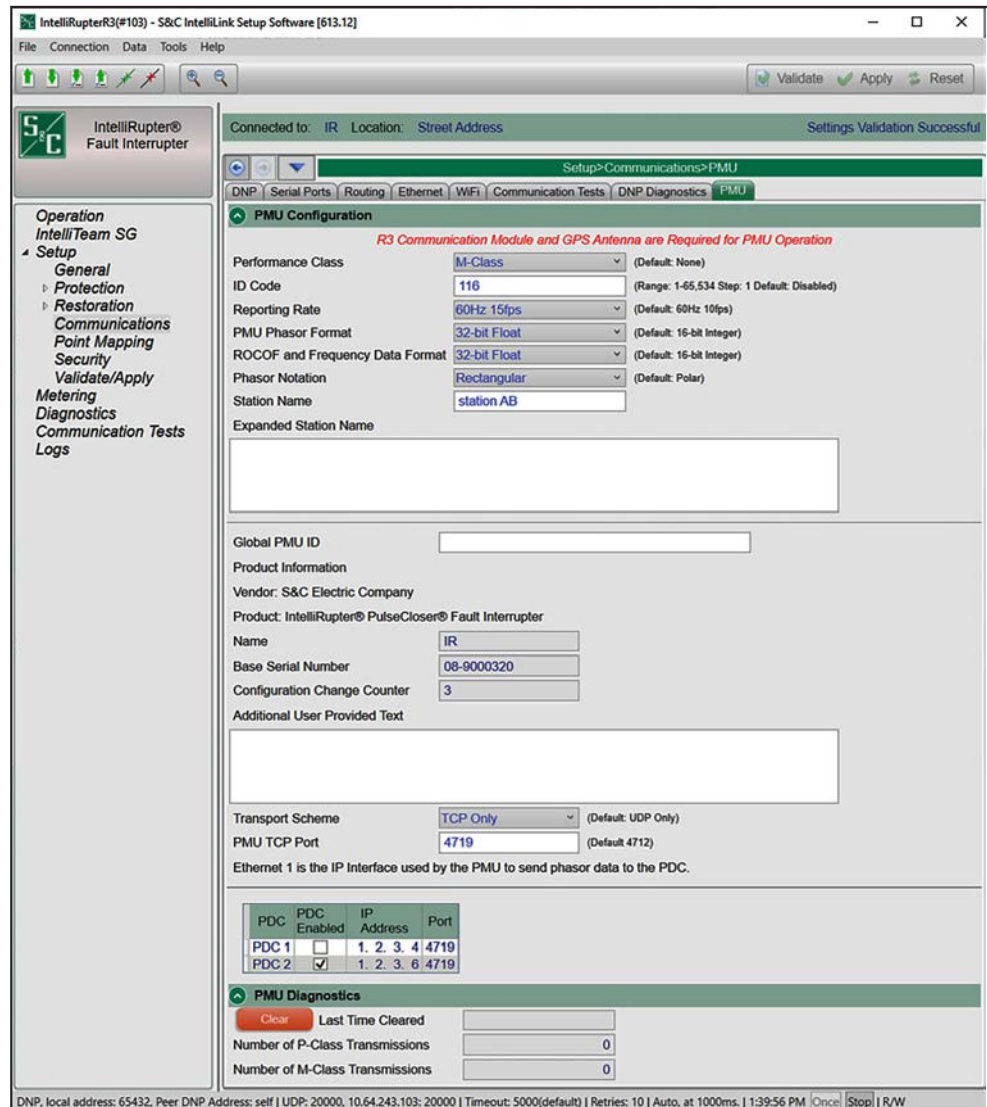 IntelliRupterR3(#103) - S&C IntelliLink Setup Software [613.12]
File Connection Data Tools Help
Validate Apply Reset
S&C
IntelliRupter®
Fault Interrupter
Connected to: IR Location: Street Address Settings Validation Successful
Setup>Communications>PMU
DNP Serial Ports Routing Ethernet WiFi Communication Tests DNP Diagnostics PMU
Operation
IntelliTeam SG
Setup
General
Protection
Restoration
Communications
Point Mapping
Security
Validate/Apply
Metering
Diagnostics
Communication Tests
Logs
PMU Configuration
R3 Communication Module and GPS Antenna are Required for PMU Operation
Performance Class M-Class (Default: None)
ID Code 116 (Range: 1-65,534 Step: 1 Default: Disabled)
Reporting Rate 60Hz 15fps (Default: 60Hz 10fps)
PMU Phasor Format 32-bit Float (Default: 16-bit Integer)
ROCOF and Frequency Data Format 32-bit Float (Default: 16-bit Integer)
Phasor Notation Rectangular (Default: Polar)
Station Name station AB
Expanded Station Name
Global PMU ID
Product Information
Vendor: S&C Electric Company
Product: IntelliRupter® PulseCloser® Fault Interrupter
Name IR
Base Serial Number 08-9000320
Configuration Change Counter 3
Additional User Provided Text
Transport Scheme TCP Only (Default: UDP Only)
PMU TCP Port 4719 (Default 4712)
Ethernet 1 is the IP Interface used by the PMU to send phasor data to the PDC.
PDC PDC Enabled IP Address Port
PDC 1 1. 2. 3. 4 4719
PDC 2 1. 2. 3. 6 4719
PMU Diagnostics
Clear Last Time Cleared
Number of P-Class Transmissions 0
Number of M-Class Transmissions 0
DNP, local address: 65432, Peer DNP Address: self | UDP: 20000, 10.64.243.103: 20000 | Timeout: 5000(default) | Retries: 10 | Auto, at 1000ms. | 1:39:56 PM Once Stop | R/W